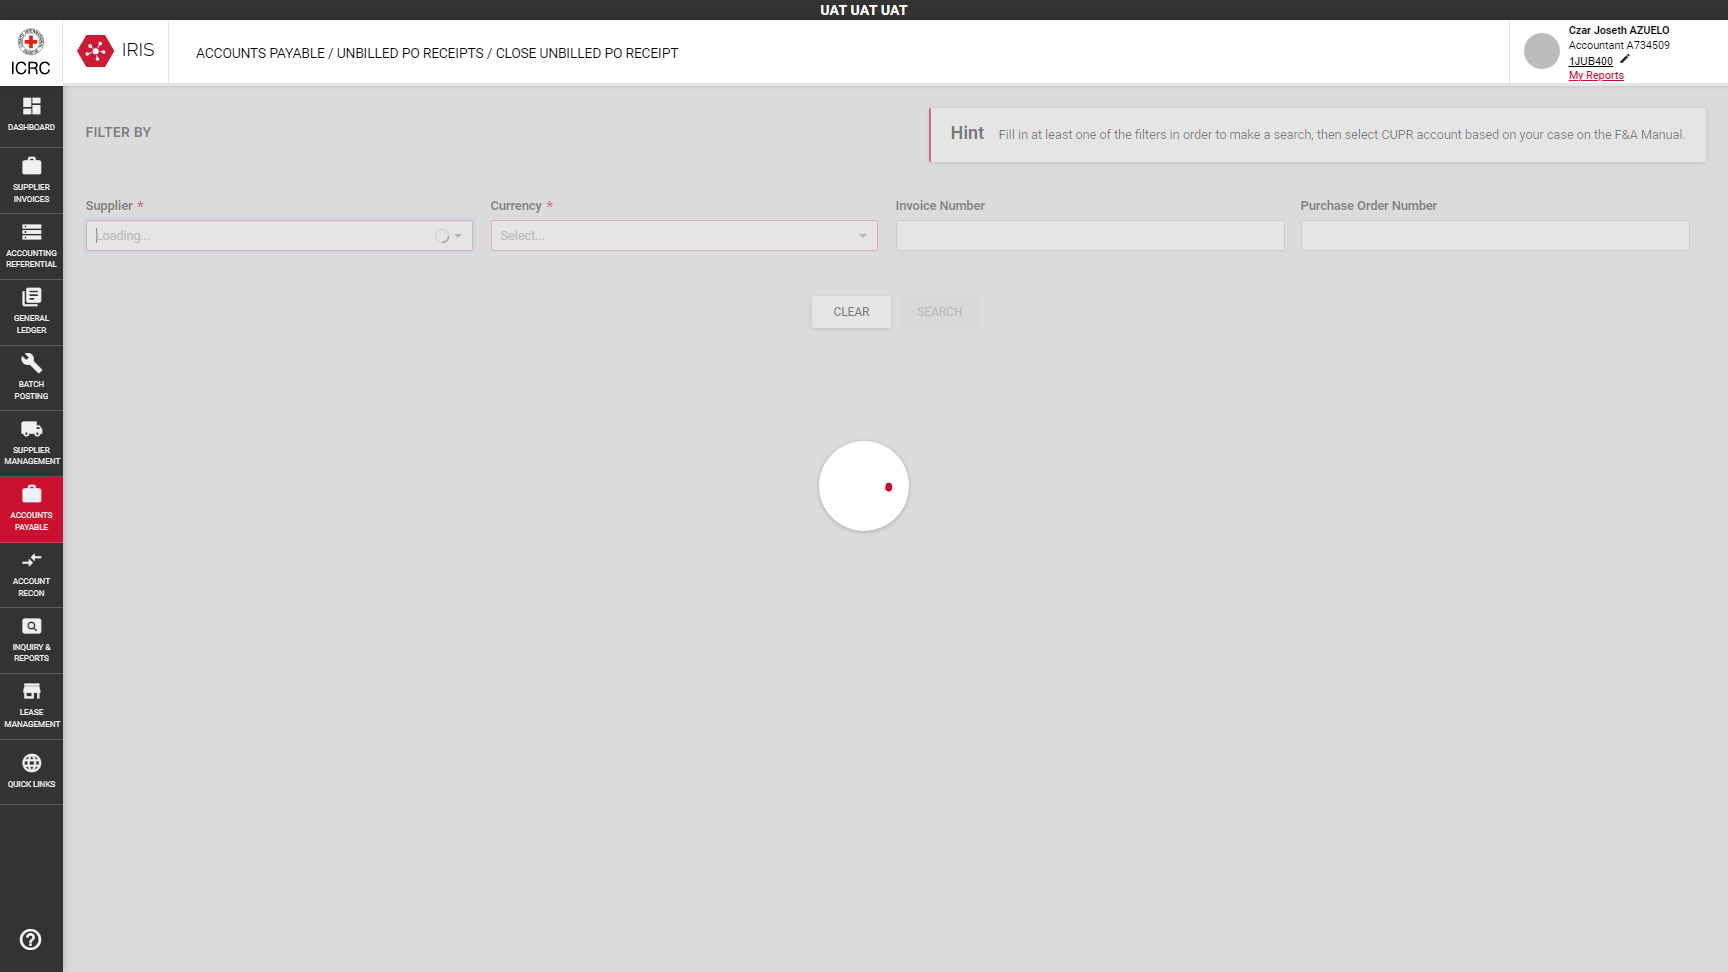 UAT UAT UAT
ICRC
IRIS
ACCOUNTS PAYABLE / UNBILLED PO RECEIPTS / CLOSE UNBILLED PO RECEIPT
Czar Joseth AZUELO
Accountant A734509
1JUB400
My Reports
DASHBOARD
SUPPLIER
INVOICES
ACCOUNTING
REFERENTIAL
GENERAL
LEDGER
BATCH
POSTING
SUPPLIER
MANAGEMENT
ACCOUNTS
PAYABLE
ACCOUNT
RECON
INQUIRY &
REPORTS
LEASE
MANAGEMENT
QUICK LINKS
FILTER BY
Hint Fill in at least one of the filters in order to make a search, then select CUPR account based on your case on the F&A Manual.
Supplier *
Loading...
Currency *
Select...
Invoice Number
Purchase Order Number
CLEAR
SEARCH